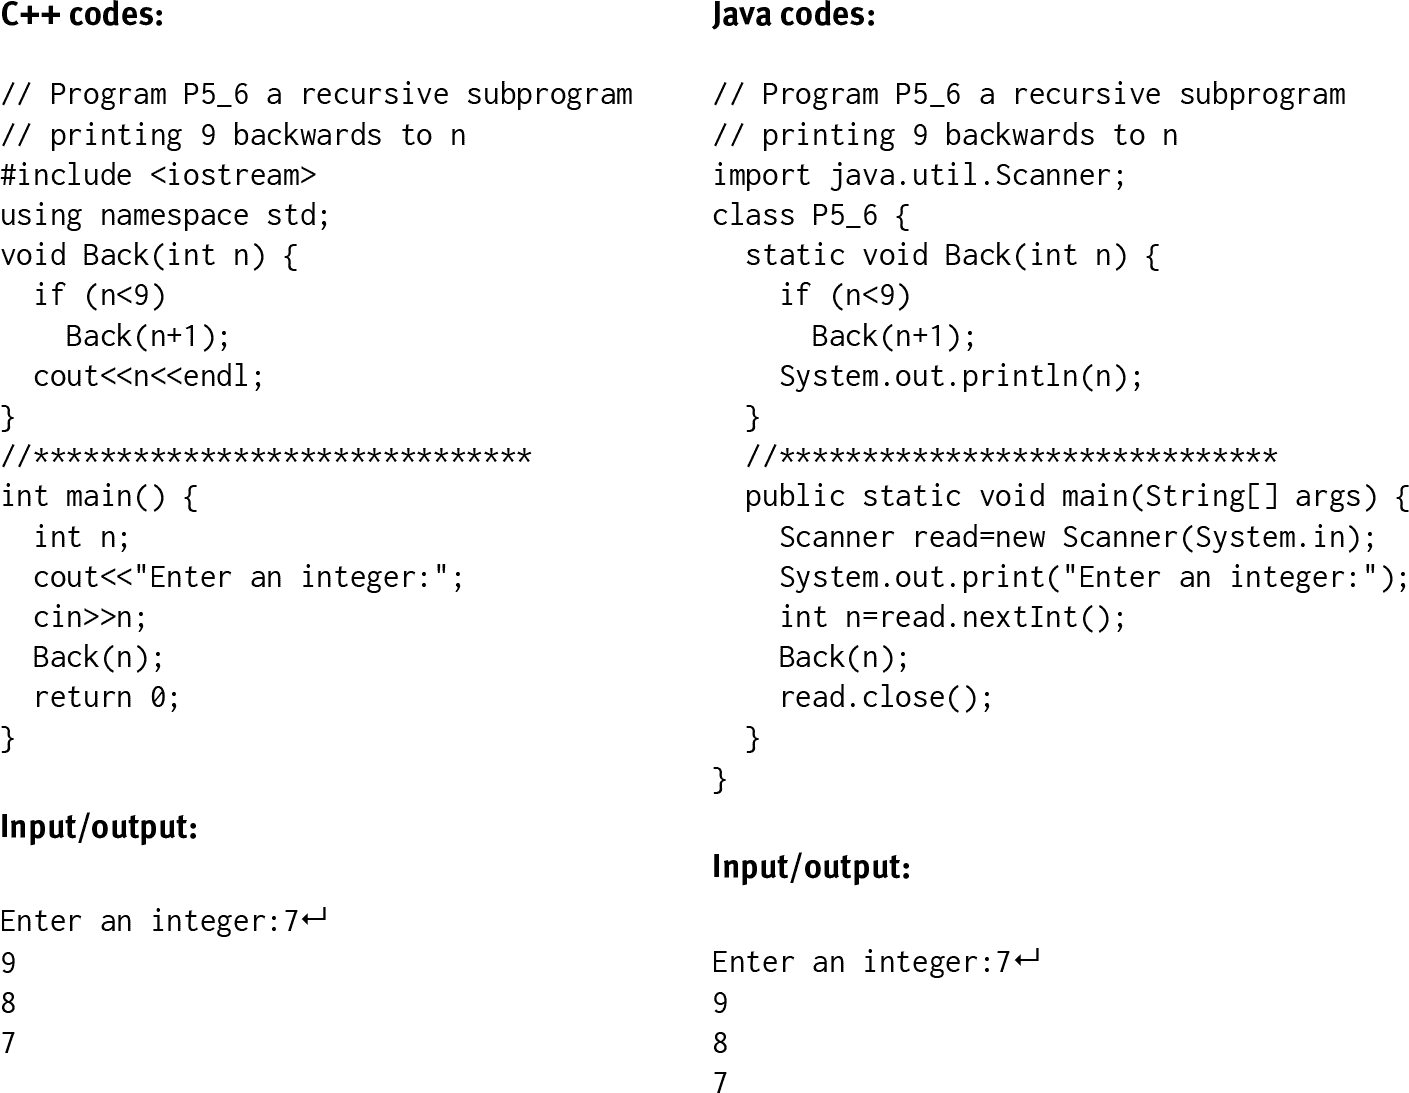 C++ codes:
// Program P5_6 a recursive subprogram
// printing 9 backwards to n
#include <iostream>
using namespace std;
void Back(int n) {
  if (n<9)
    Back(n+1);
  cout<<n<<endl;
}
//******************************
int main() {
  int n;
  cout<<"Enter an integer:";
  cin>>n;
  Back(n);
  return 0;
}
Input/output:
Enter an integer:7↵
9
8
7
Java codes:
// Program P5_6 a recursive subprogram
// printing 9 backwards to n
import java.util.Scanner;
class P5_6 {
  static void Back(int n) {
    if (n<9)
      Back(n+1);
    System.out.println(n);
  }
  //******************************
  public static void main(String[] args) {
    Scanner read=new Scanner(System.in);
    System.out.print("Enter an integer:");
    int n=read.nextInt();
    Back(n);
    read.close();
  }
}
Input/output:
Enter an integer:7↵
9
8
7